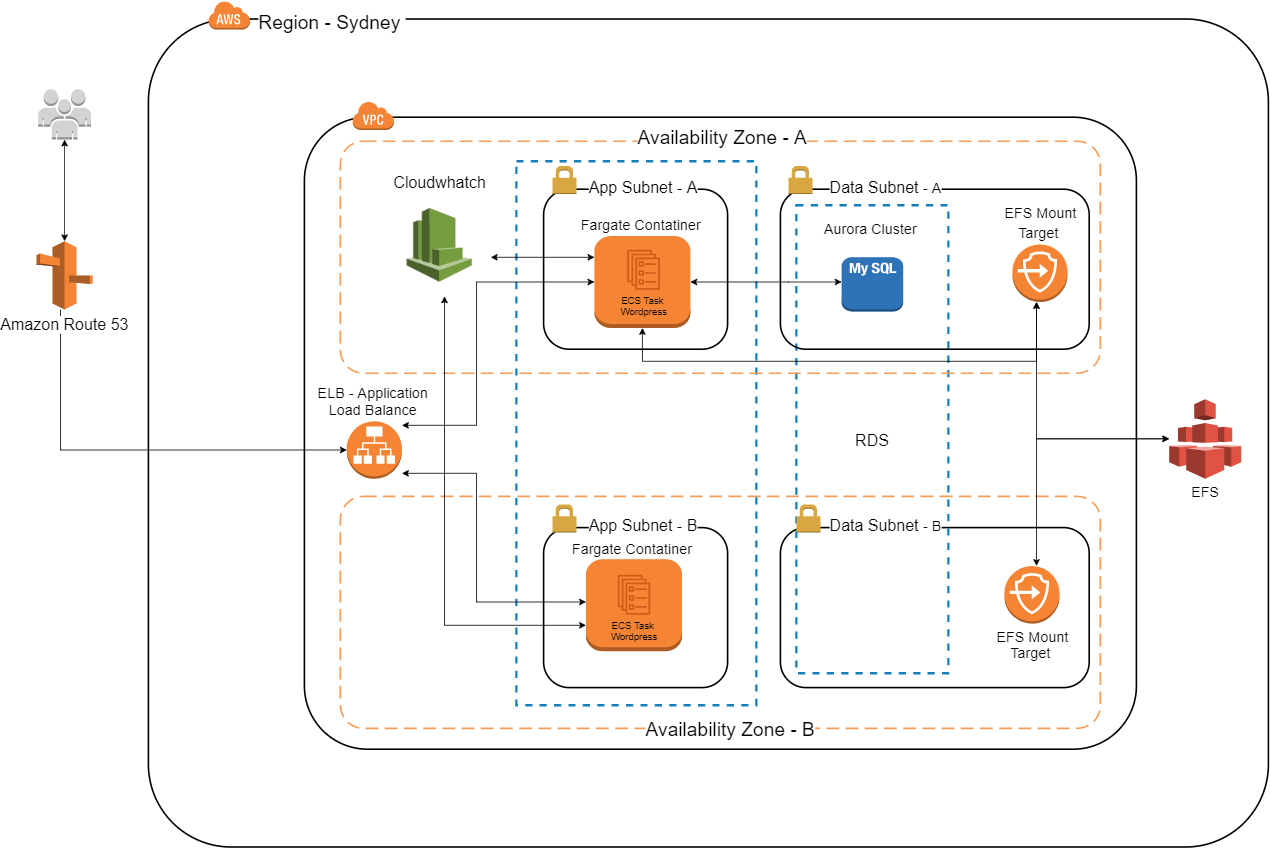 AWS
Region - Sydney
VPC
Availability Zone - A
Cloudwhatch
App Subnet - A
Data Subnet - A
Fargate Contatiner
ECS Task
Wordpress
Aurora Cluster
My SQL
EFS Mount
Target
Amazon Route 53
ELB - Application
Load Balance
RDS
EFS
App Subnet - B
Data Subnet - B
Fargate Contatiner
ECS Task
Wordpress
EFS Mount
Target
Availability Zone - B